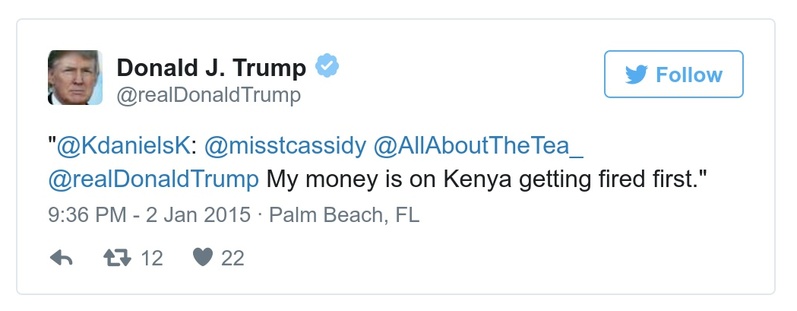 Donald J. Trump
@realDonaldTrump
Follow
"@KdanielsK: @misstcassidy @AllAboutTheTea_
@realDonaldTrump My money is on Kenya getting fired first."
9:36 PM - 2 Jan 2015 · Palm Beach, FL
12 22